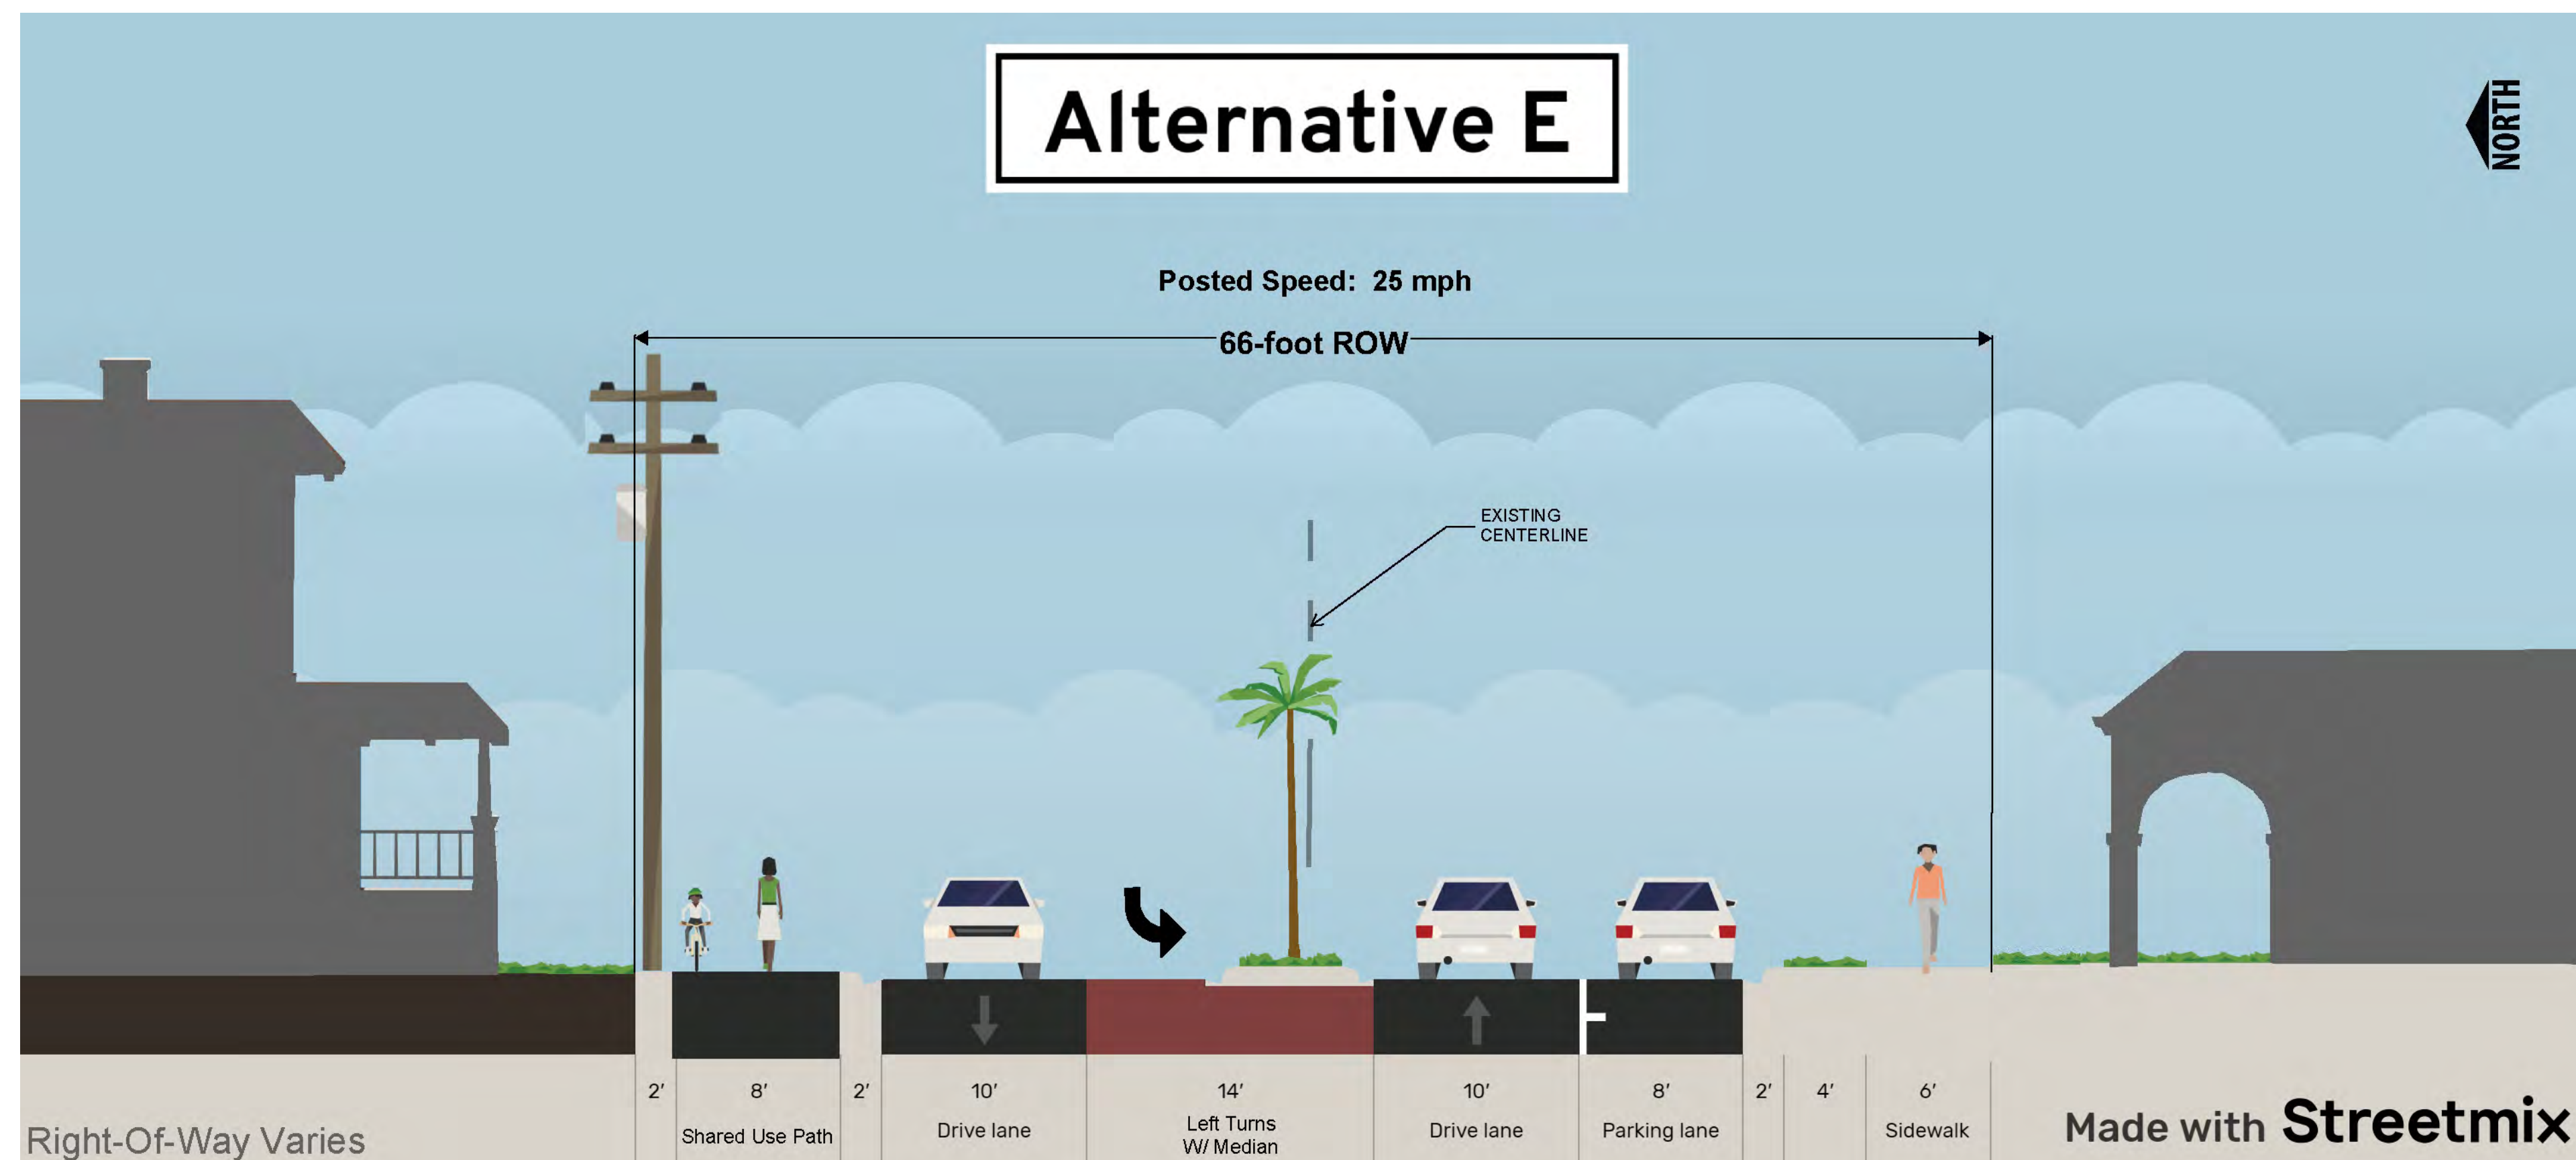 Alternative E
NORTH
Posted Speed: 25 mph
66-foot ROW
EXISTING
CENTERLINE
2' 8' 2' 10' 14' 10' 8' 2' 4' 6'
Shared Use Path Drive lane Left Turns Drive lane Parking lane Sidewalk
W/ Median
Right-Of-Way Varies
Made with Streetmix